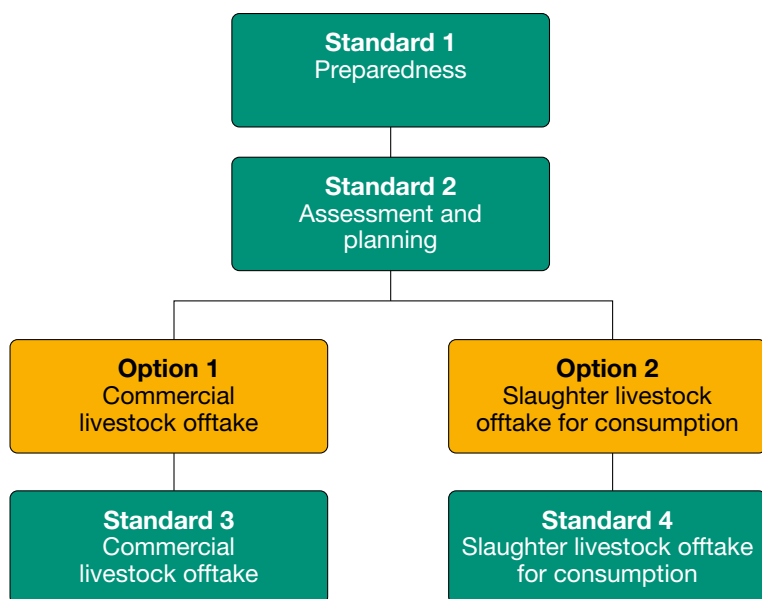 Standard 1
Preparedness
Standard 2
Assessment and
planning
Option 1
Commercial
livestock offtake
Option 2
Slaughter livestock
offtake for consumption
Standard 3
Commercial
livestock offtake
Standard 4
Slaughter livestock offtake
for consumption